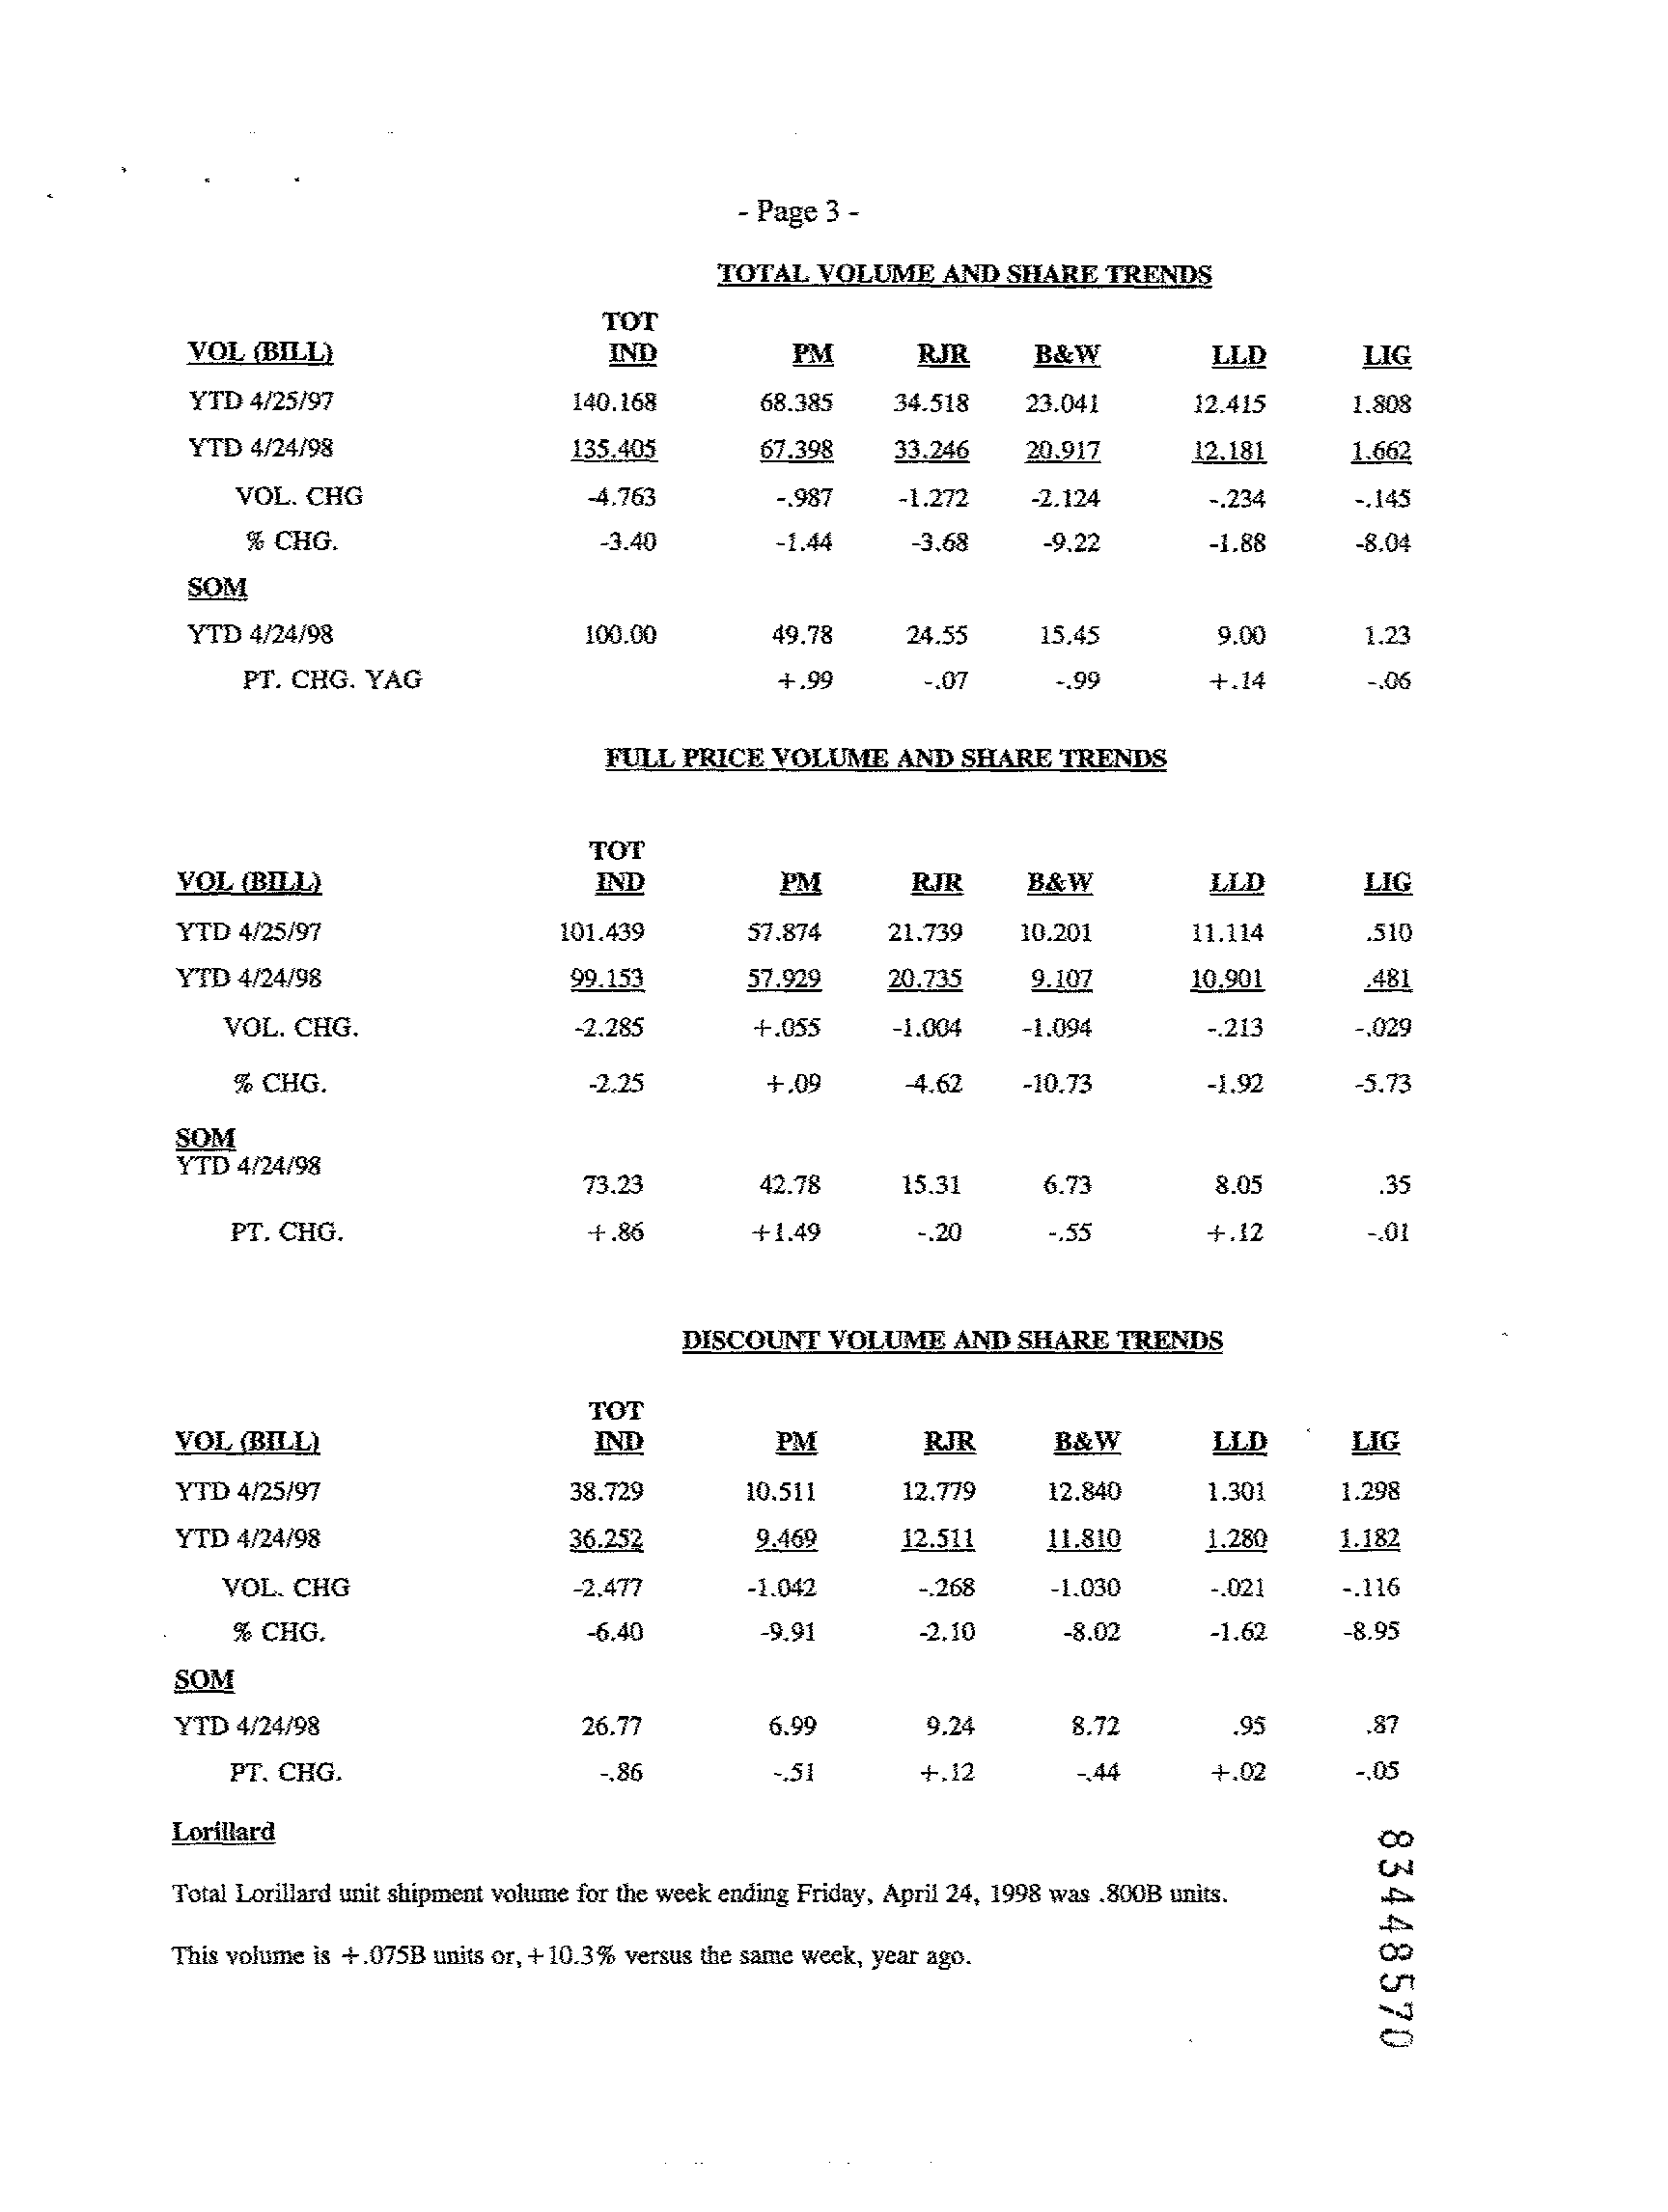 - Page 3 -
TOTAL VOLUME AND SHARE TRENDS
TOT
VOL (BILL) IND PM RJR B&W LLD LIG
YTD 4/25/97 140.168 68.385 34.518 23.041 12.415 1.808
YTD 4/24/98 135.405 67.398 33.246 20.917 12.181 1.662
VOL. CHG -4.763 -.987 -1.272 -2.124 -.234 -.145
% CHG. -3.40 -1.44 -3.68 -9.22 -1.88 -8.04
SOM
YTD 4/24/98 100.00 49.78 24.55 15.45 9.00 1.23
PT. CHG. YAG +.99 -.07 -.99 +.14 -.06
FULL PRICE VOLUME AND SHARE TRENDS
TOT
VOL (BILL) IND PM RJR B&W LLD LIG
YTD 4/25/97 101.439 57.874 21.739 10.201 11.114 .510
YTD 4/24/98 99.153 57.929 20.735 9.107 10.901 .481
VOL. CHG. -2.285 +.055 -1.004 -1.094 -.213 -.029
% CHG. -2.25 +.09 -4.62 -10.73 -1.92 -5.73
SOM
YTD 4/24/98
73.23 42.78 15.31 6.73 8.05 .35
PT. CHG. +.86 +1.49 -.20 -.55 +.12 -.01
DISCOUNT VOLUME AND SHARE TRENDS
TOT
VOL (BILL) IND PM RJR B&W LLD LIG
YTD 4/25/97 38.729 10.511 12.779 12.840 1.301 1.298
YTD 4/24/98 36.252 9.469 12.511 11.810 1.280 1.182
VOL. CHG -2.477 -1.042 -.268 -1.030 -.021 -.116
% CHG. -6.40 -9.91 -2.10 -8.02 -1.62 -8.95
SOM
YTD 4/24/98 26.77 6.99 9.24 8.72 .95 .87
PT. CHG. -.86 -.51 +.12 -.44 +.02 -.05
Lorillard
Total Lorillard unit shipment volume for the week ending Friday, April 24, 1998 was .800B units.
This volume is +.075B units or, +10.3% versus the same week, year ago.
83448570